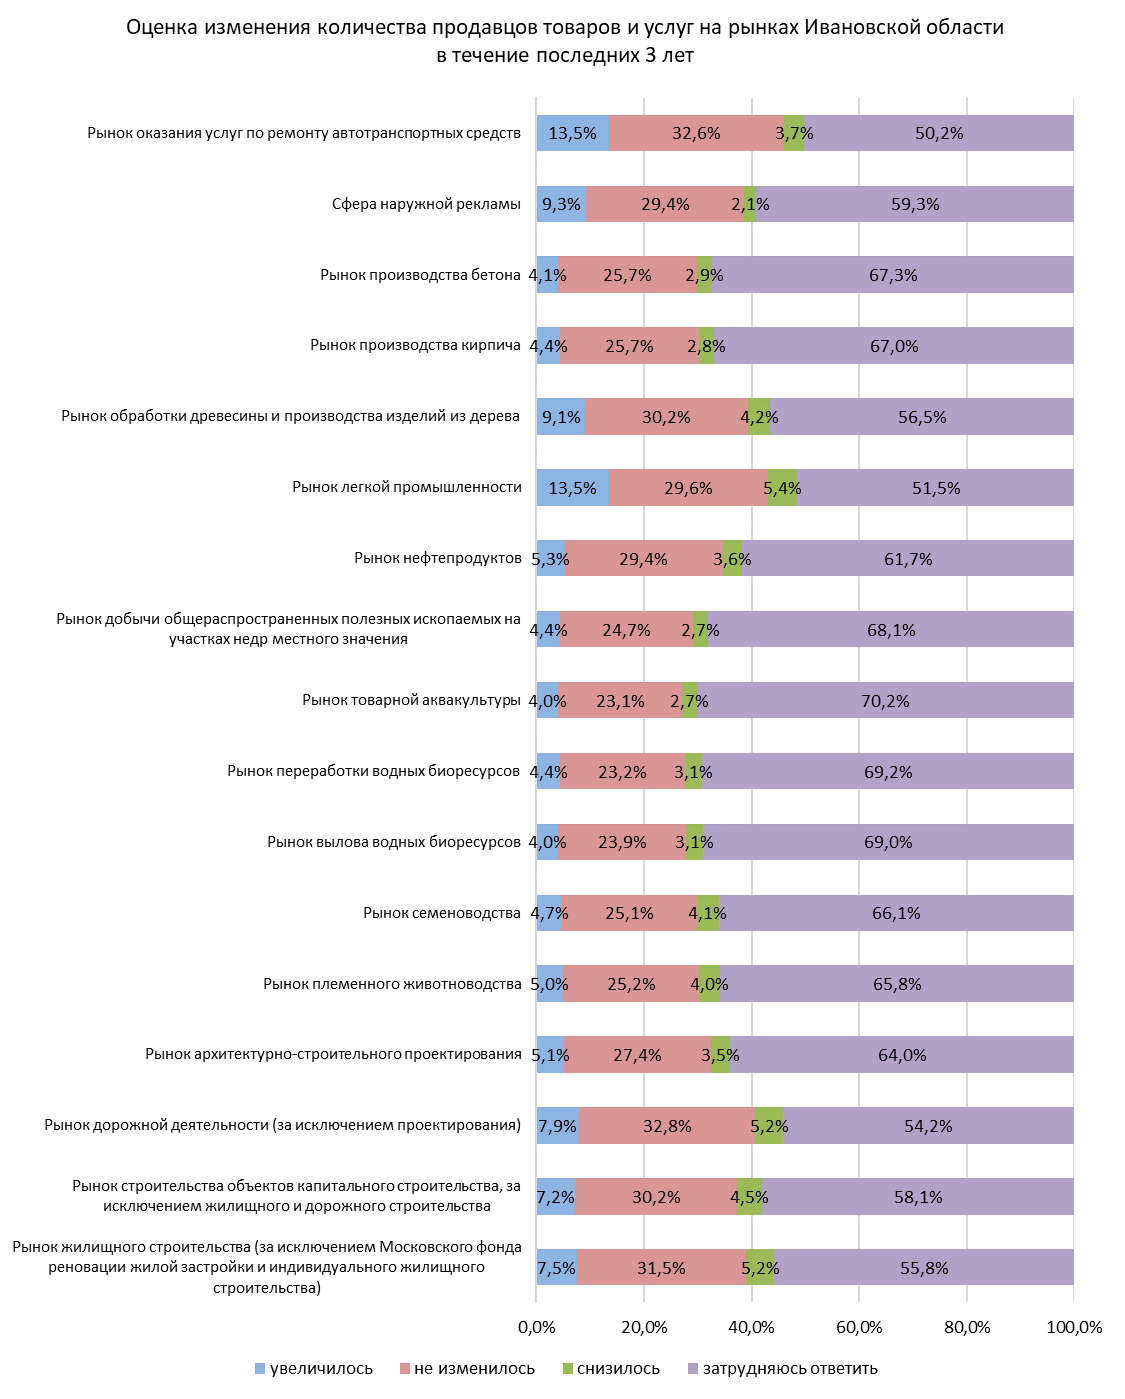 Оценка изменения количества продавцов товаров и услуг на рынках Ивановской области
в течение последних 3 лет
Рынок оказания услуг по ремонту автотранспортных средств
13,5% 32,6% 3,7% 50,2%
Сфера наружной рекламы
9,3% 29,4% 2,1% 59,3%
Рынок производства бетона
4,1% 25,7% 2,9% 67,3%
Рынок производства кирпича
4,4% 25,7% 2,8% 67,0%
Рынок обработки древесины и производства изделий из дерева
9,1% 30,2% 4,2% 56,5%
Рынок легкой промышленности
13,5% 29,6% 5,4% 51,5%
Рынок нефтепродуктов
5,3% 29,4% 3,6% 61,7%
Рынок добычи общераспространенных полезных ископаемых на
участках недр местного значения
4,4% 24,7% 2,7% 68,1%
Рынок товарной аквакультуры
4,0% 23,1% 2,7% 70,2%
Рынок переработки водных биоресурсов
4,4% 23,2% 3,1% 69,2%
Рынок вылова водных биоресурсов
4,0% 23,9% 3,1% 69,0%
Рынок семеноводства
4,7% 25,1% 4,1% 66,1%
Рынок племенного животноводства
5,0% 25,2% 4,0% 65,8%
Рынок архитектурно-строительного проектирования
5,1% 27,4% 3,5% 64,0%
Рынок дорожной деятельности (за исключением проектирования)
7,9% 32,8% 5,2% 54,2%
Рынок строительства объектов капитального строительства, за
исключением жилищного и дорожного строительства
7,2% 30,2% 4,5% 58,1%
Рынок жилищного строительства (за исключением Московского фонда
реновации жилой застройки и индивидуального жилищного
строительства)
7,5% 31,5% 5,2% 55,8%
0,0% 20,0% 40,0% 60,0% 80,0% 100,0%
увеличилось не изменилось снизилось затрудняюсь ответить